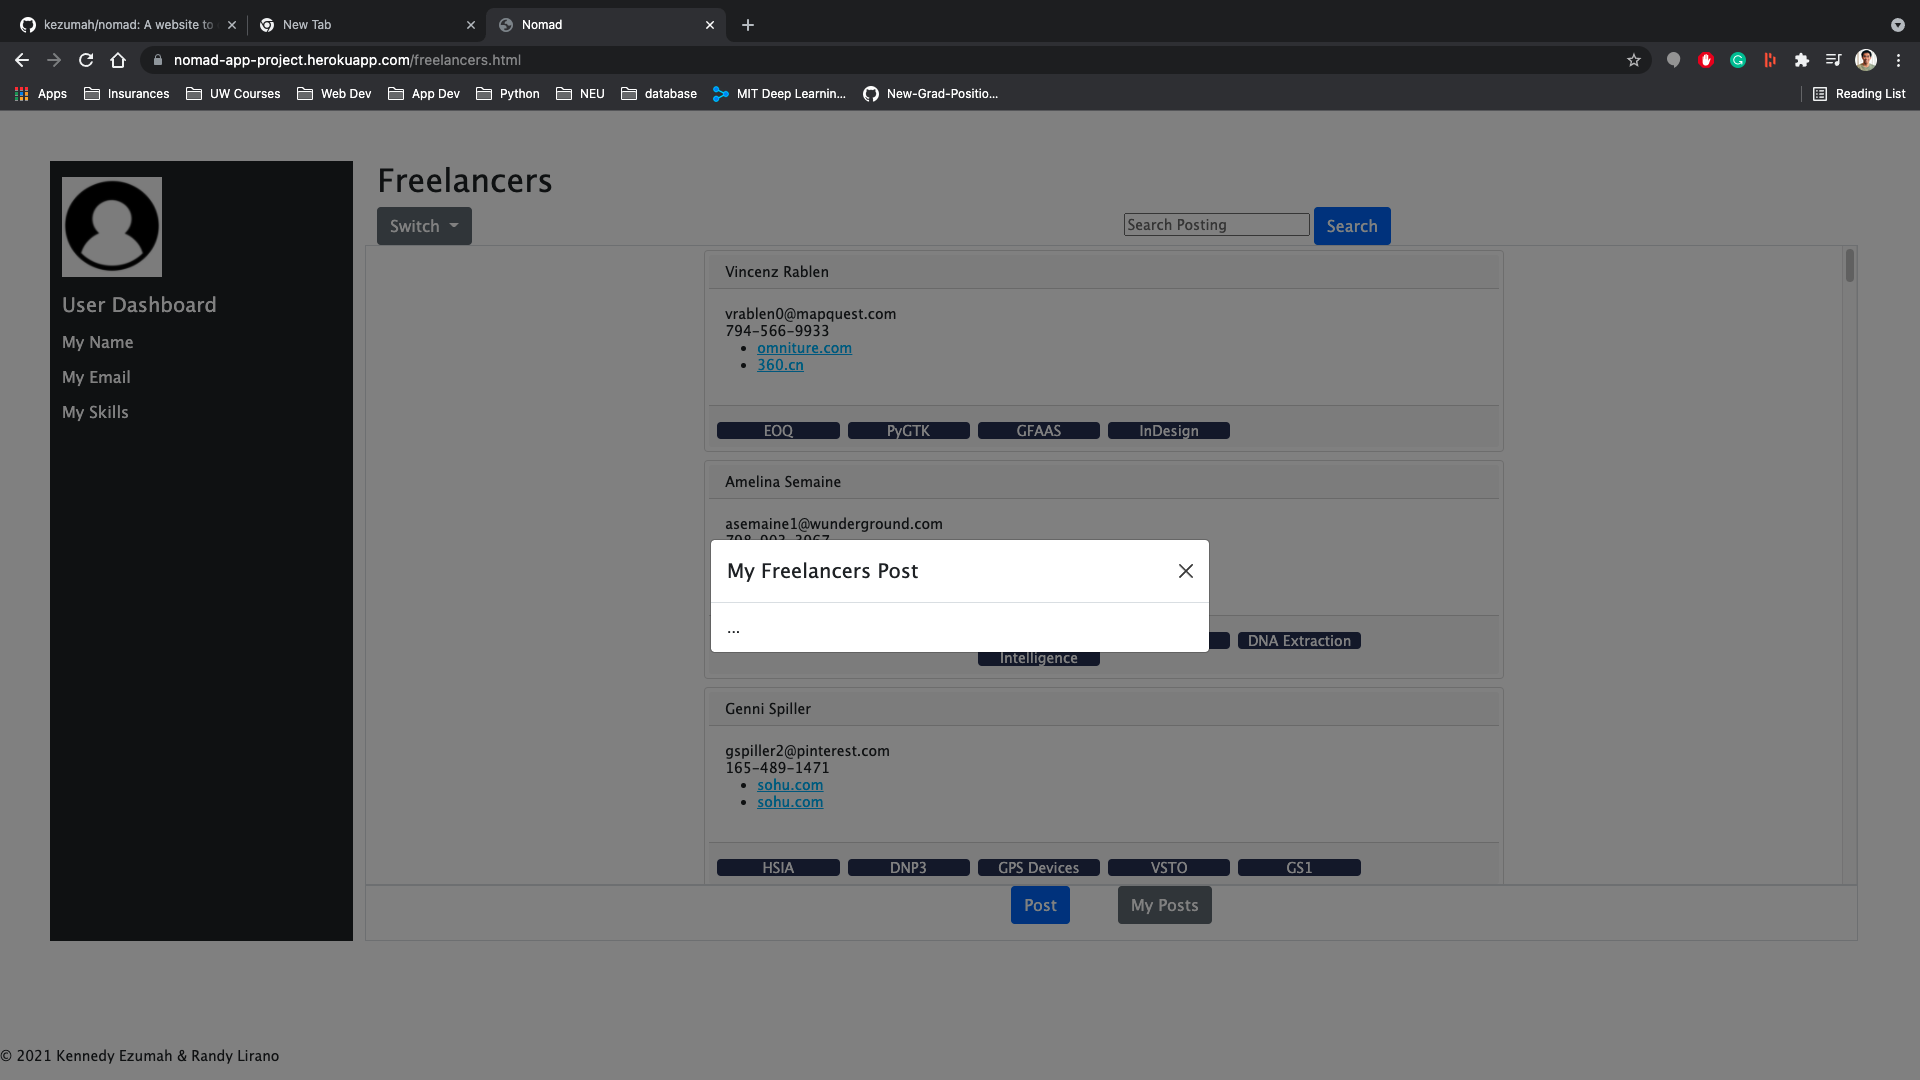 kezumah/nomad: A website to
New Tab
Nomad
nomad-app-project.herokuapp.com/freelancers.html
Apps
Insurances
UW Courses
Web Dev
App Dev
Python
NEU
database
MIT Deep Learnin...
New-Grad-Positio...
Reading List
Freelancers
Switch
Search Posting
Search
User Dashboard
My Name
My Email
My Skills
Vincenz Rablen
vrablen0@mapquest.com
794-566-9933
omniture.com
360.cn
EOQ
PyGTK
GFAAS
InDesign
Amelina Semaine
asemaine1@wunderground.com
My Freelancers Post
...
DNA Extraction
Intelligence
Genni Spiller
gspiller2@pinterest.com
165-489-1471
sohu.com
sohu.com
HSIA
DNP3
GPS Devices
VSTO
GS1
Post
My Posts
© 2021 Kennedy Ezumah & Randy Lirano